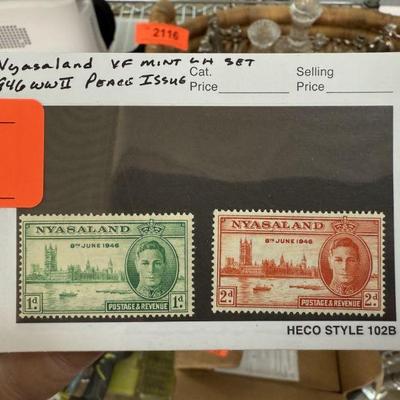 2116
Nyasaland VF MINT LH SET
946 WWII PEACE ISSUE
Cat. Price
Selling Price
NYASALAND
8TH JUNE 1946
1d
POSTAGE & REVENUE
1d
NYASALAND
8TH JUNE 1946
2d
POSTAGE & REVENUE
2d
HECO STYLE 102B